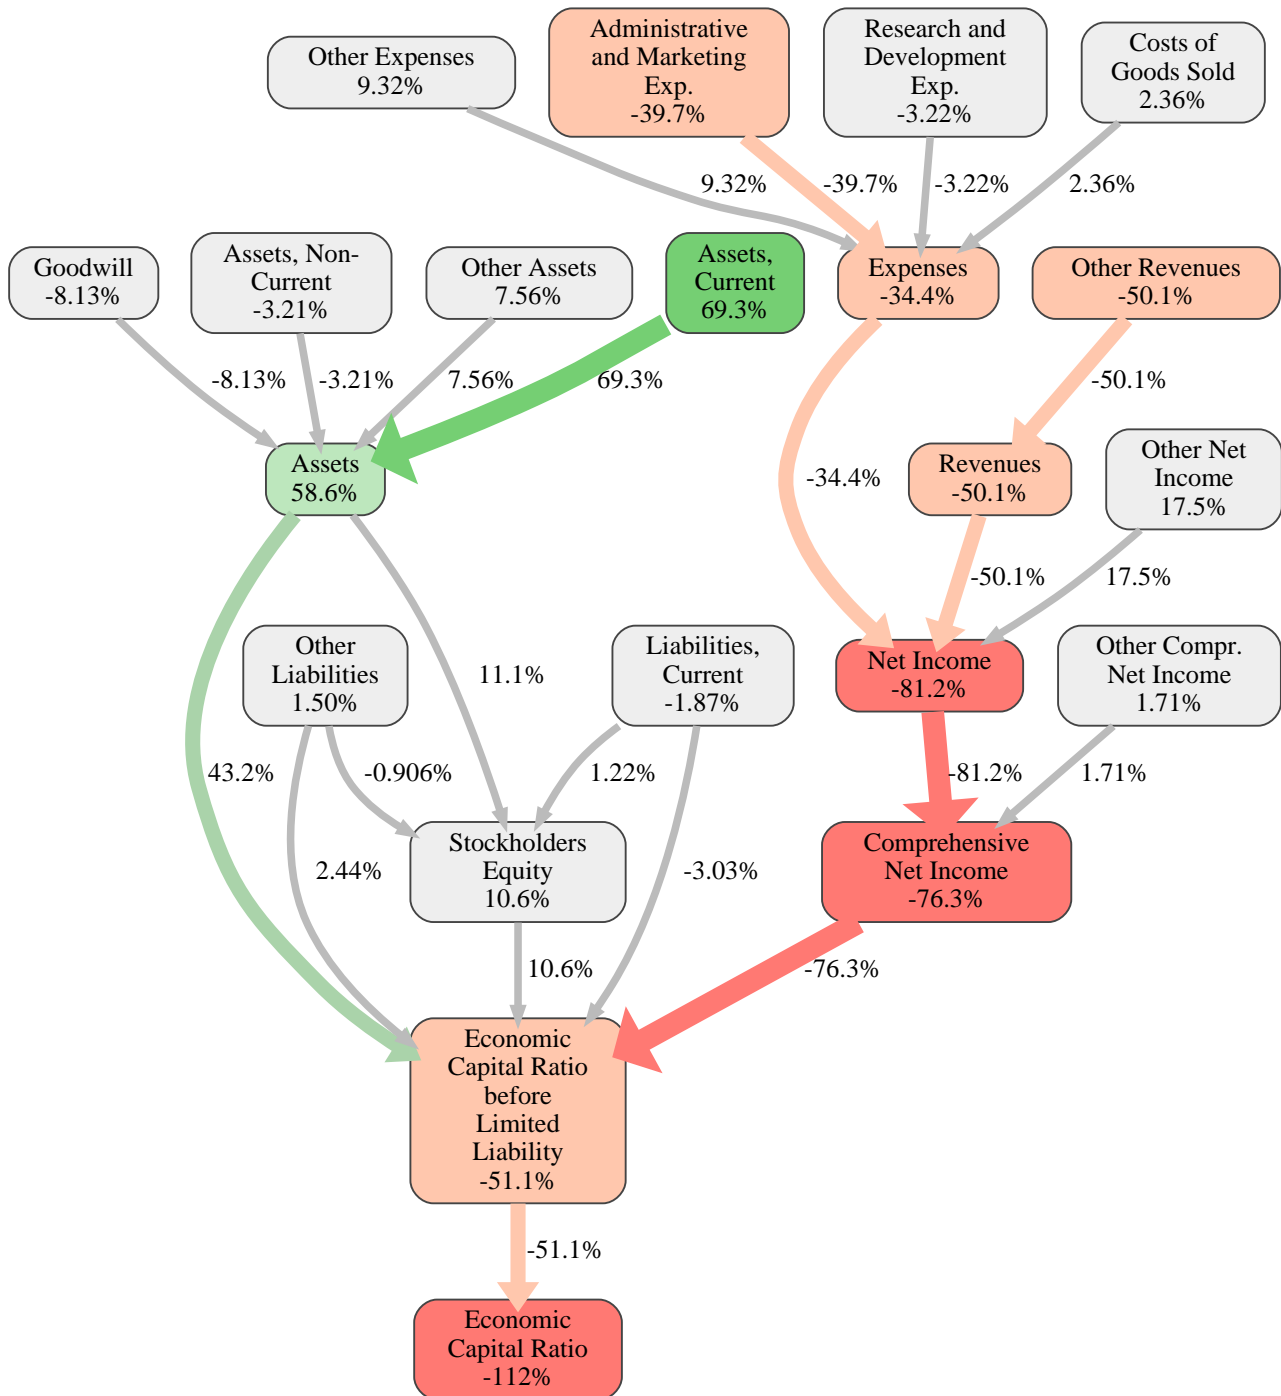 Other Expenses
9.32%
Administrative
and Marketing
Exp.
-39.7%
Research and
Development
Exp.
-3.22%
Costs of
Goods Sold
2.36%
9.32%
-39.7%
-3.22%
2.36%
Goodwill
-8.13%
Assets, Non-
Current
-3.21%
Other Assets
7.56%
Assets,
Current
69.3%
Expenses
-34.4%
Other Revenues
-50.1%
-8.13%
-3.21%
7.56%
69.3%
-50.1%
Assets
58.6%
-34.4%
Revenues
-50.1%
Other Net
Income
17.5%
-50.1%
17.5%
Other
Liabilities
1.50%
11.1%
Liabilities,
Current
-1.87%
Net Income
-81.2%
Other Compr.
Net Income
1.71%
43.2%
-0.906%
1.22%
-81.2%
1.71%
2.44%
Stockholders
Equity
10.6%
-3.03%
Comprehensive
Net Income
-76.3%
10.6%
-76.3%
Economic
Capital Ratio
before
Limited
Liability
-51.1%
-51.1%
Economic
Capital Ratio
-112%